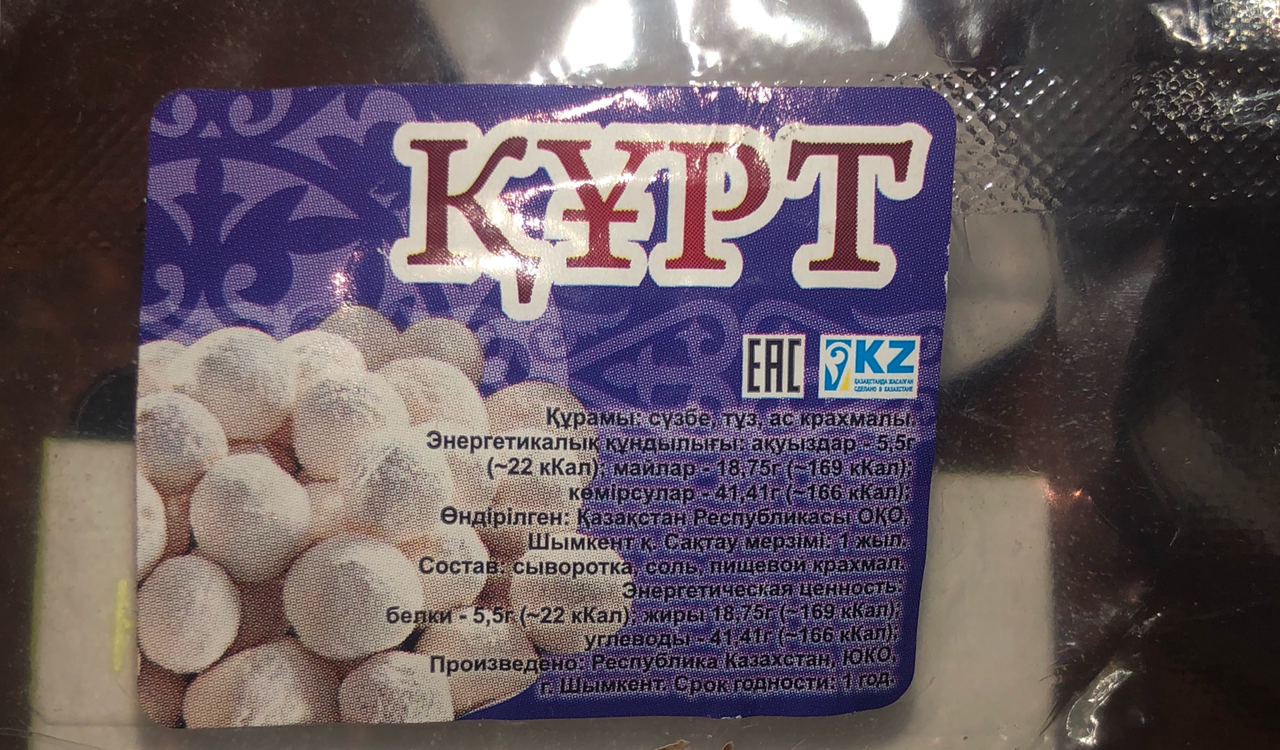 ҚҰРТ
EAC
KZ
ҚАЗАҚСТАНДА ЖАСАЛҒАН
СДЕЛАНО В КАЗАХСТАНЕ
Құрамы: сүзбе, тұз, ас крахмалы.
Энергетикалық құндылығы: ақуыздар - 5,5г
(~22 кКал); майлар - 18,75г (~169 кКал);
көмірсулар - 41,41г (~166 кКал);
Өндірілген: Қазақстан Республикасы ОҚО,
Шымкент қ. Сақтау мерзімі: 1 жыл.
Состав: сыворотка, соль, пищевой крахмал.
Энергетическая ценность:
белки - 5,5г (~22 кКал); жиры 18,75г (~169 кКал);
углеводы - 41,41г (~166 кКал);
Произведено: Республика Казахстан, ЮКО,
г. Шымкент. Срок годности: 1 год.